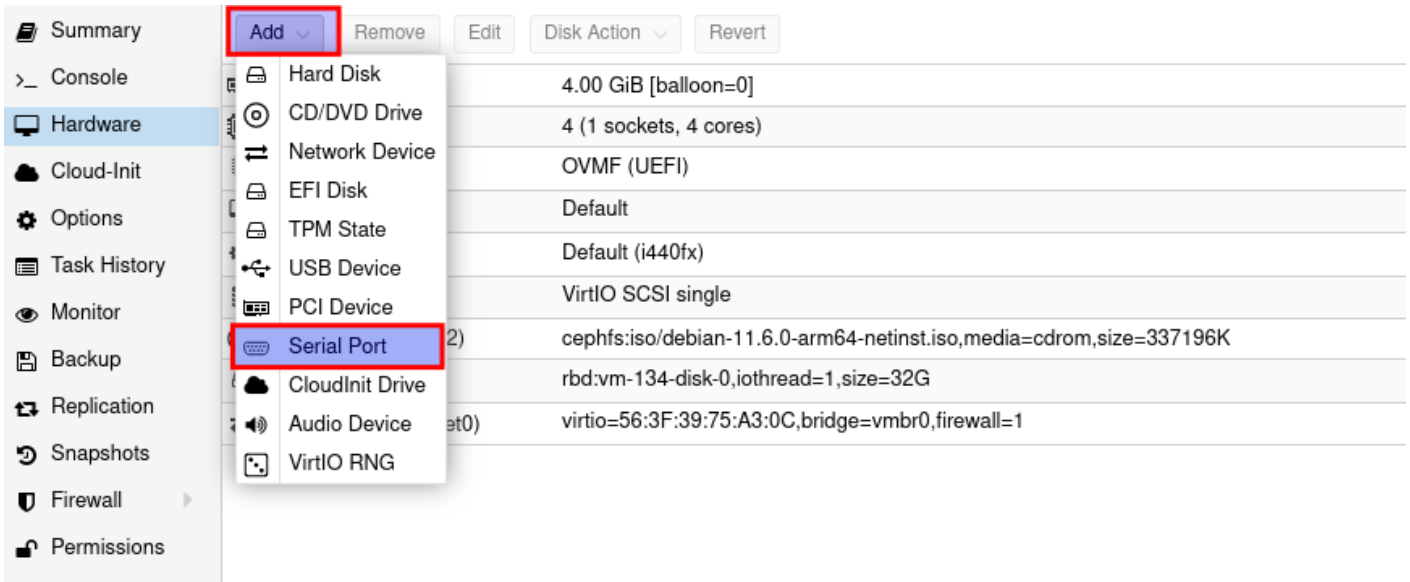 Summary
Console
Hardware
Cloud-Init
Options
Task History
Monitor
Backup
Replication
Snapshots
Firewall
Permissions
Add Remove Edit Disk Action Revert
Hard Disk
CD/DVD Drive
Network Device
EFI Disk
TPM State
USB Device
PCI Device
Serial Port
CloudInit Drive
Audio Device
VirtIO RNG
4.00 GiB [balloon=0]
4 (1 sockets, 4 cores)
OVMF (UEFI)
Default
Default (i440fx)
VirtIO SCSI single
2) cephfs:iso/debian-11.6.0-arm64-netinst.iso,media=cdrom,size=337196K
rbd:vm-134-disk-0,iothread=1,size=32G
et0) virtio=56:3F:39:75:A3:0C,bridge=vmbr0,firewall=1